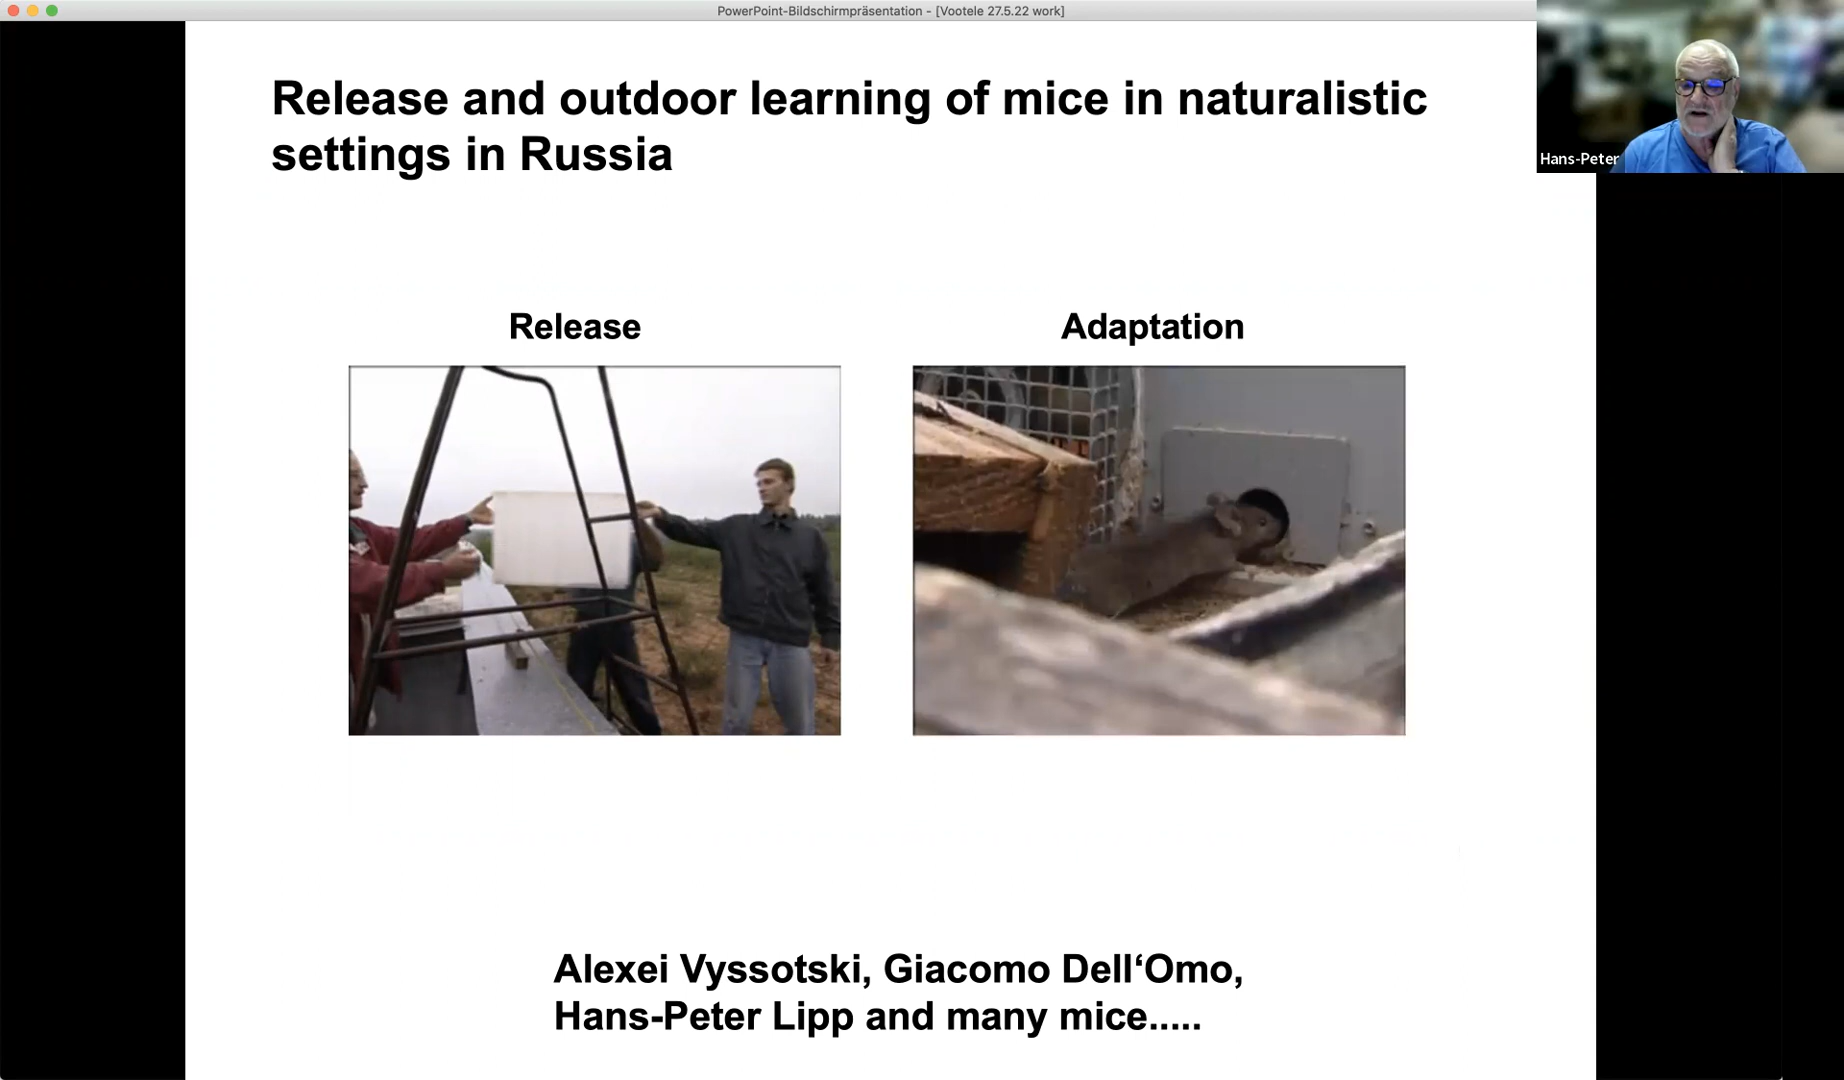 PowerPoint-Bildschirmpräsentation - [Vootele 27.5.22 work]
Release and outdoor learning of mice in naturalistic
settings in Russia
Hans-Peter
Release
Adaptation
Alexei Vyssotski, Giacomo Dell‘Omo,
Hans-Peter Lipp and many mice.....